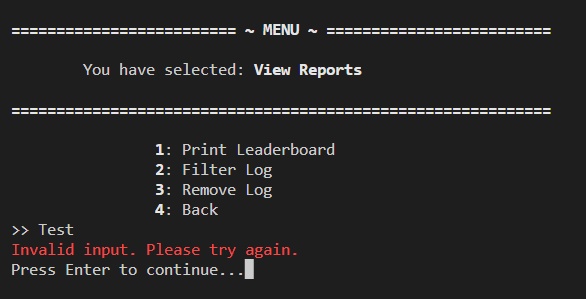 ========================= ~ MENU ~ =========================
You have selected: View Reports
============================================================
1: Print Leaderboard
2: Filter Log
3: Remove Log
4: Back
>> Test
Invalid input. Please try again.
Press Enter to continue...